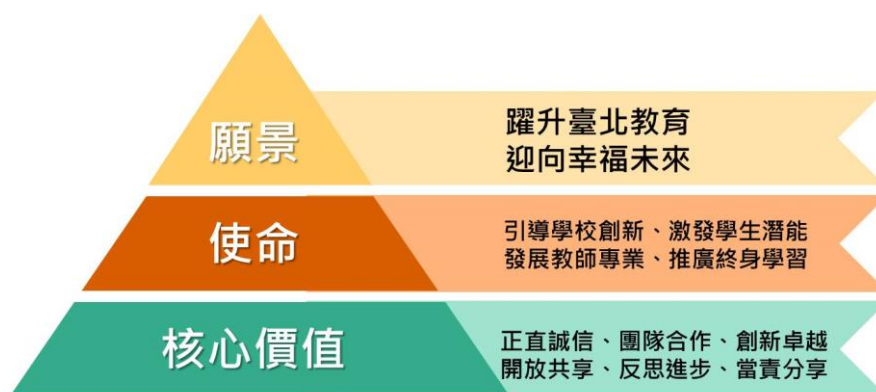 願景
躍升臺北教育
迎向幸福未來
使命
引導學校創新、激發學生潛能
發展教師專業、推廣終身學習
核心價值
正直誠信、團隊合作、創新卓越
開放共享、反思進步、當責分享